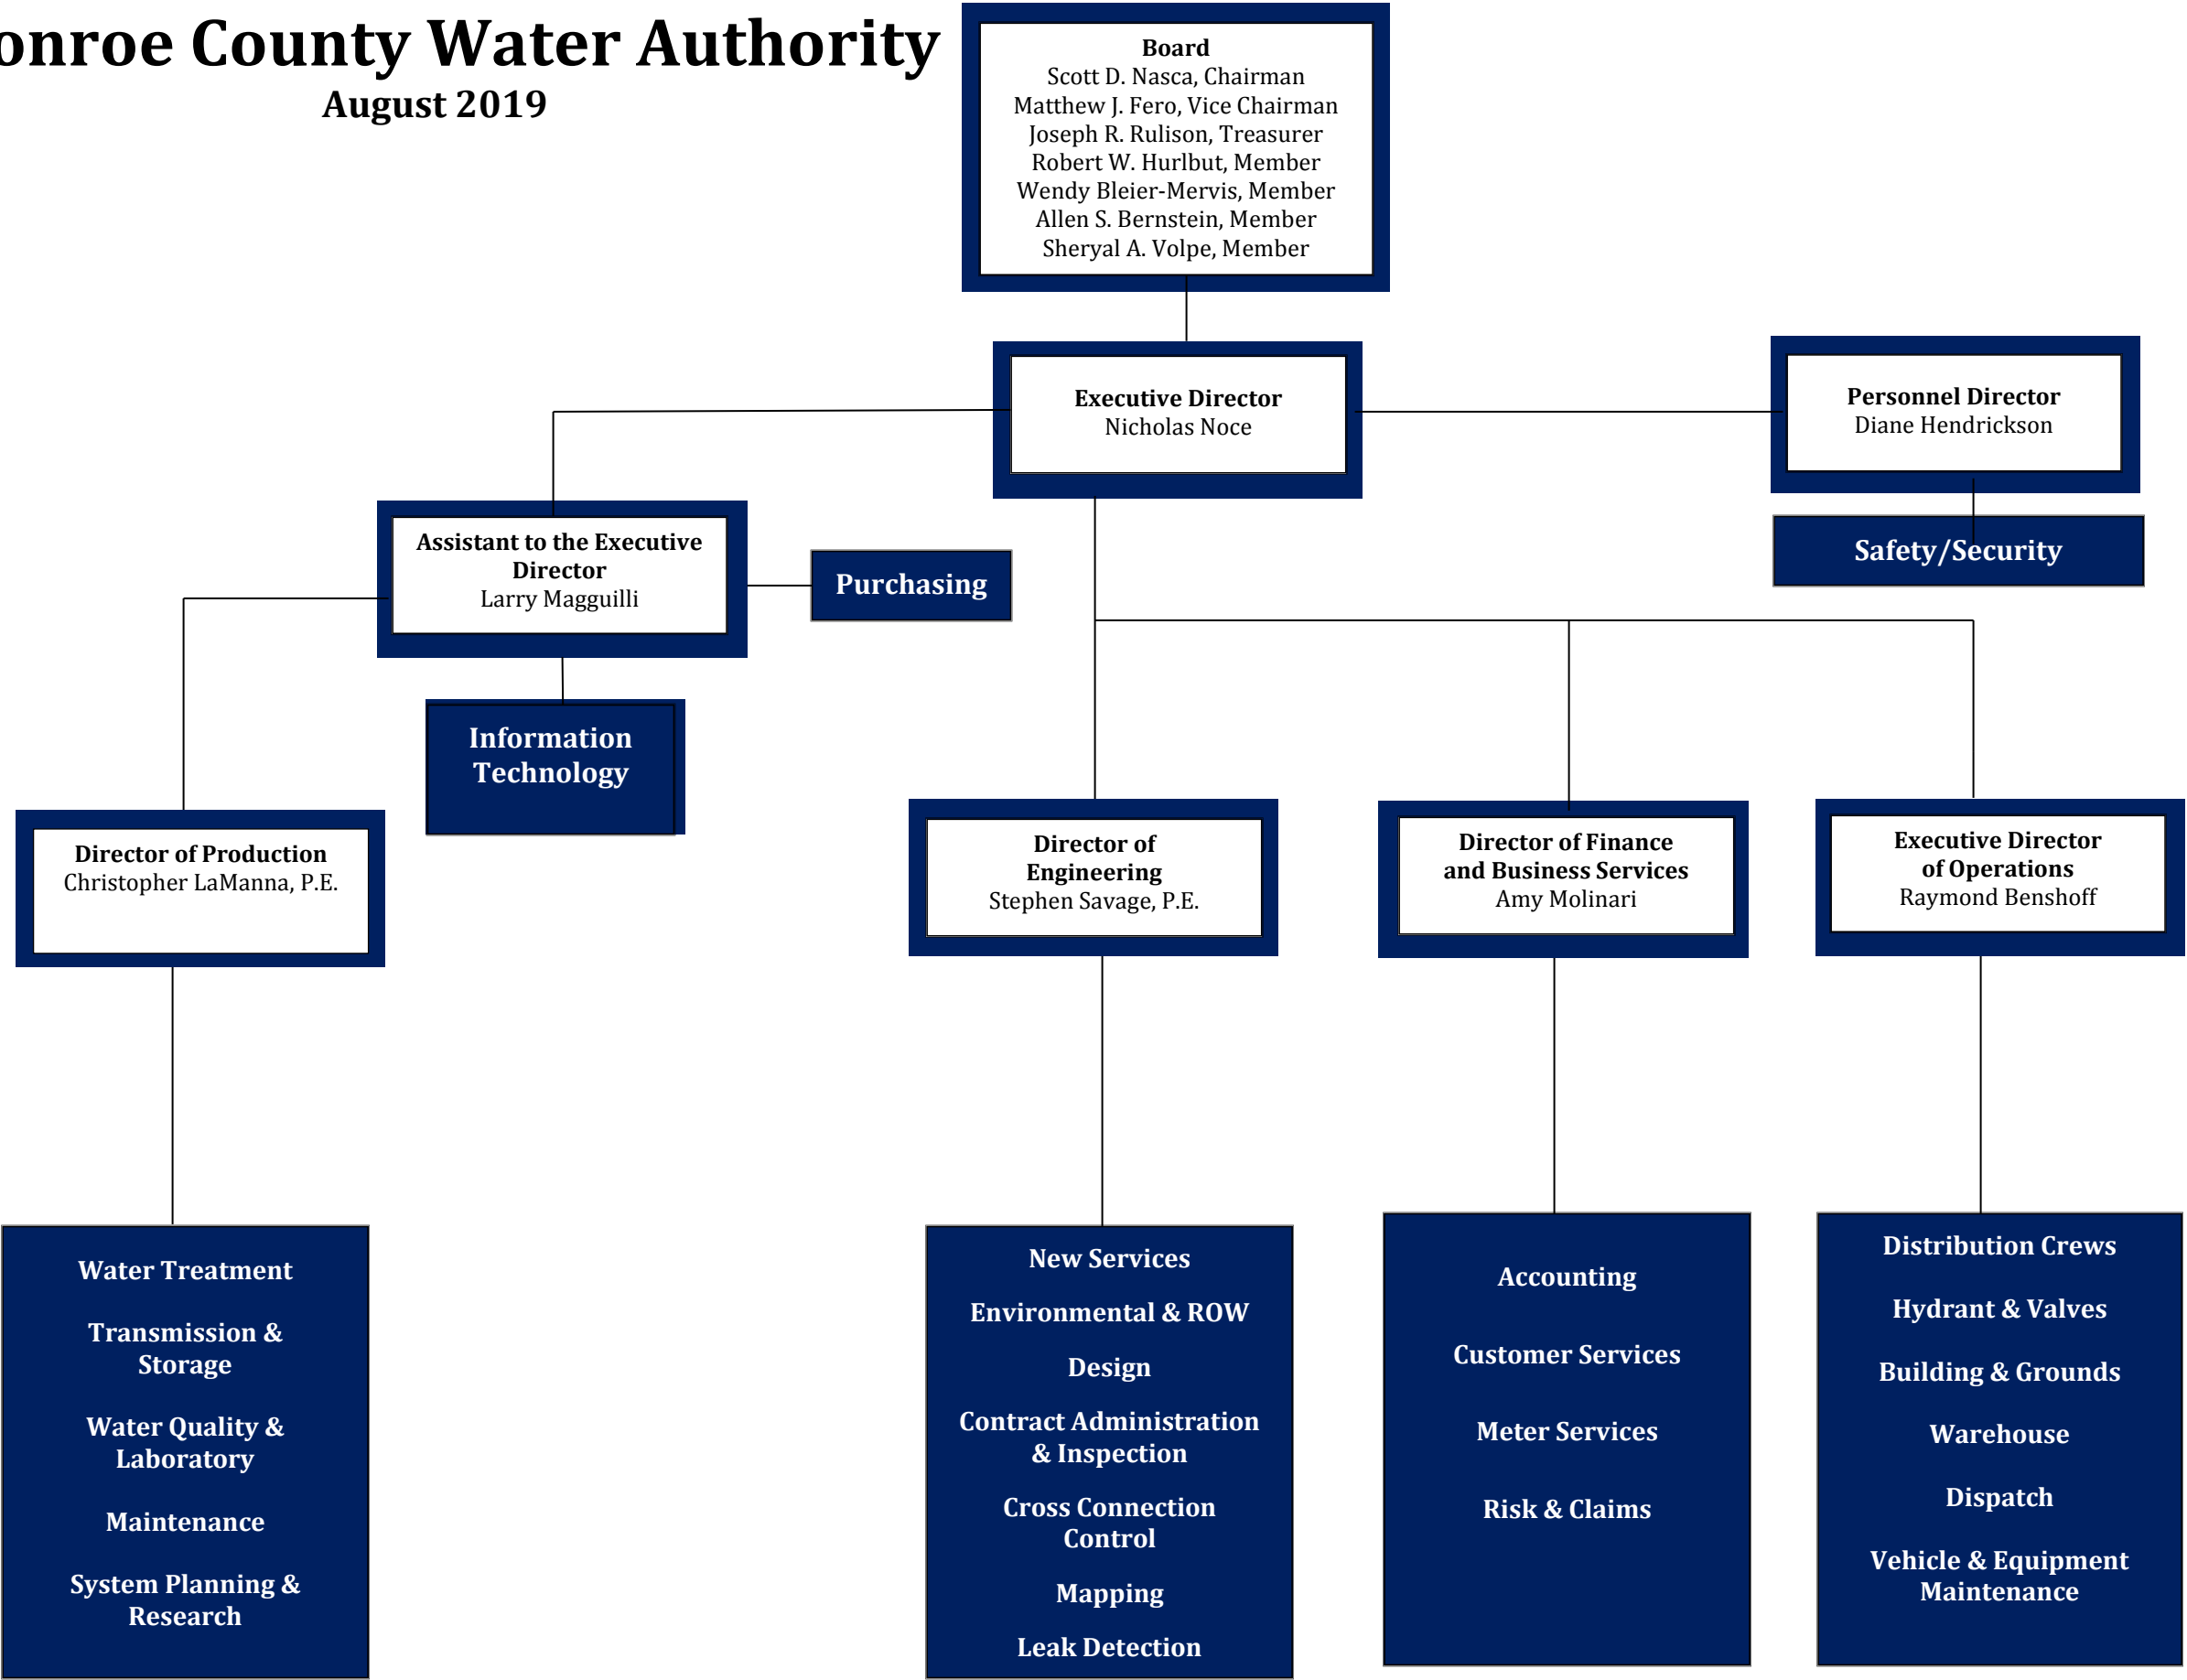 onroe County Water Authority
August 2019
Board
Scott D. Nasca, Chairman
Matthew J. Fero, Vice Chairman
Joseph R. Rulison, Treasurer
Robert W. Hurlbut, Member
Wendy Bleier-Mervis, Member
Allen S. Bernstein, Member
Sheryal A. Volpe, Member
Executive Director
Nicholas Noce
Personnel Director
Diane Hendrickson
Safety/Security
Assistant to the Executive
Director
Larry Magguilli
Purchasing
Information
Technology
Director of Production
Christopher LaManna, P.E.
Director of
Engineering
Stephen Savage, P.E.
Director of Finance
and Business Services
Amy Molinari
Executive Director
of Operations
Raymond Benshoff
Water Treatment
Transmission &
Storage
Water Quality &
Laboratory
Maintenance
System Planning &
Research
New Services
Environmental & ROW
Design
Contract Administration
& Inspection
Cross Connection
Control
Mapping
Leak Detection
Accounting
Customer Services
Meter Services
Risk & Claims
Distribution Crews
Hydrant & Valves
Building & Grounds
Warehouse
Dispatch
Vehicle & Equipment
Maintenance